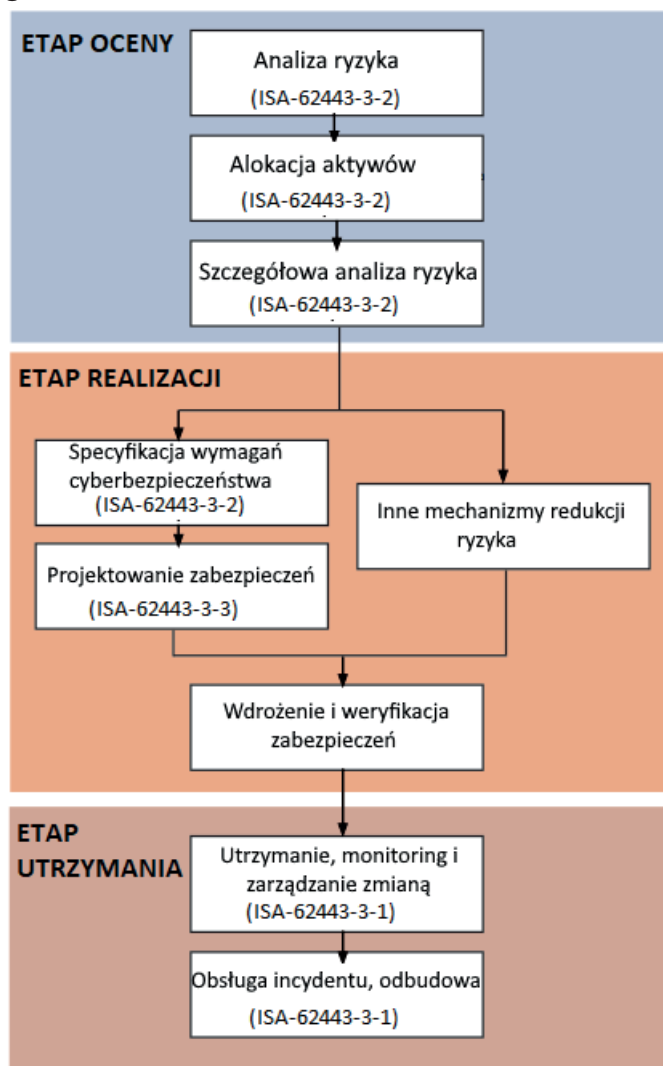 ETAP OCENY
Analiza ryzyka
(ISA-62443-3-2)
Alokacja aktywów
(ISA-62443-3-2)
Szczegółowa analiza ryzyka
(ISA-62443-3-2)
ETAP REALIZACJI
Specyfikacja wymagań
cyberbezpieczeństwa
(ISA-62443-3-2)
Projektowanie zabezpieczeń
(ISA-62443-3-3)
Inne mechanizmy redukcji
ryzyka
Wdrożenie i weryfikacja
zabezpieczeń
ETAP
UTRZYMANIA
Utrzymanie, monitoring i
zarządzanie zmianą
(ISA-62443-3-1)
Obsługa incydentu, odbudowa
(ISA-62443-3-1)